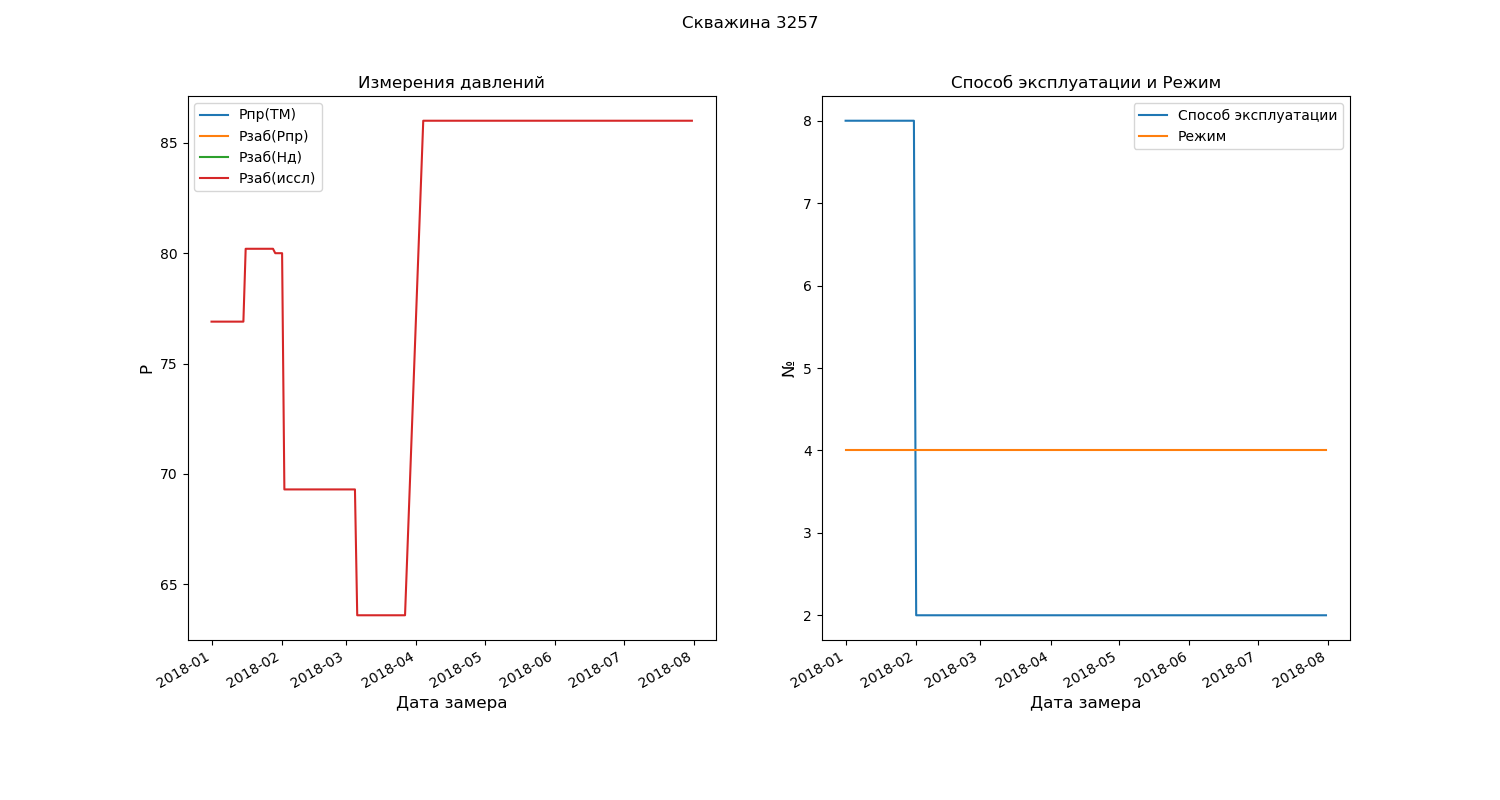 Скважина 3257
Измерения давлений
Рпр(ТМ)
Рзаб(Рпр)
Рзаб(Нд)
Рзаб(иссл)
85
80
75
70
65
Р
2018-01
2018-02
2018-03
2018-04
2018-05
2018-06
2018-07
2018-08
Дата замера
Способ эксплуатации и Режим
Способ эксплуатации
Режим
8
7
6
5
4
3
2
№
2018-01
2018-02
2018-03
2018-04
2018-05
2018-06
2018-07
2018-08
Дата замера